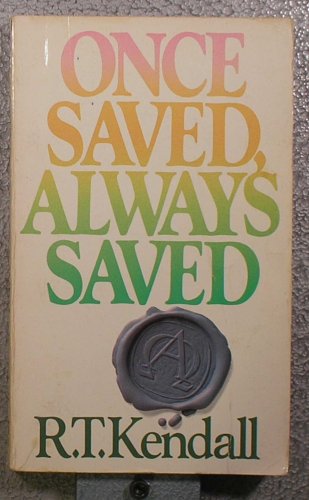 ONCE
SAVED,
ALWAYS
SAVED
R.T. Kendall